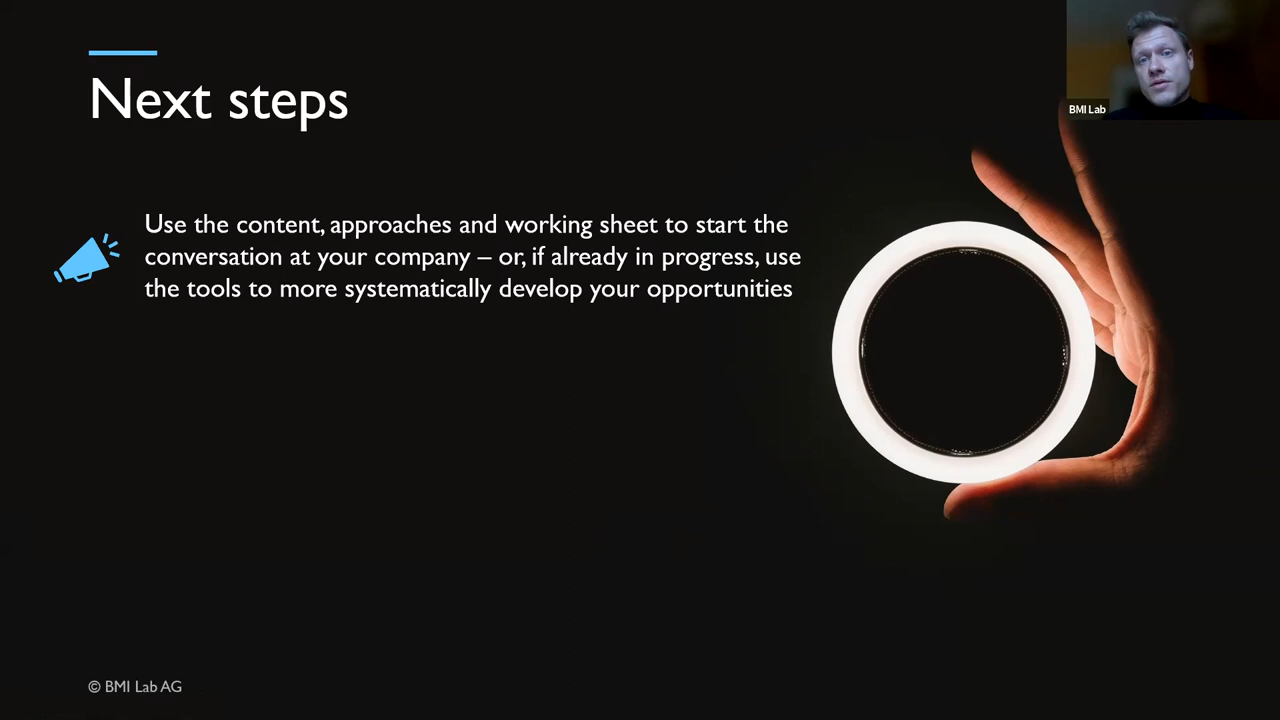 BMI Lab
Next steps
Use the content, approaches and working sheet to start the
conversation at your company – or, if already in progress, use
the tools to more systematically develop your opportunities
© BMI Lab AG